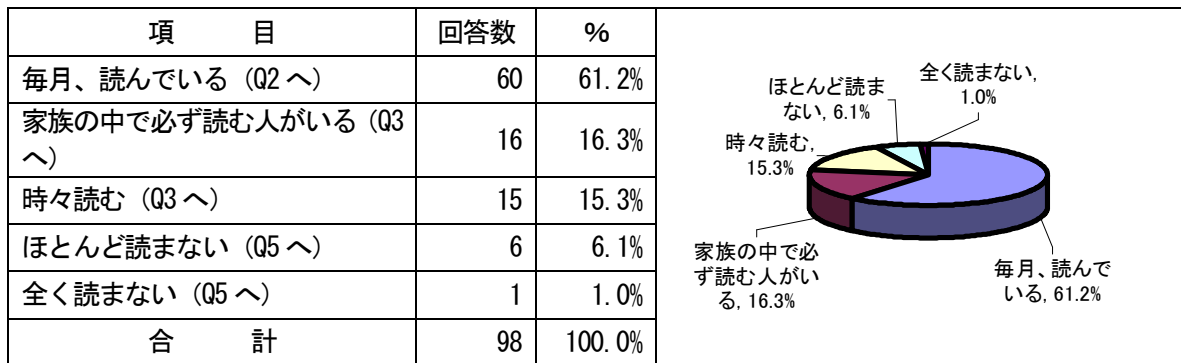 項　　目 回答数 %
毎月、読んでいる（Q2へ） 60 61.2%
家族の中で必ず読む人がいる（Q3
へ） 16 16.3%
時々読む（Q3へ） 15 15.3%
ほとんど読まない（Q5へ） 6 6.1%
全く読まない（Q5へ） 1 1.0%
合　　計 98 100.0%
全く読まない,
1.0%
ほとんど読ま
ない, 6.1%
時々読む,
15.3%
家族の中で必
ず読む人がい
る, 16.3%
毎月、読んで
いる, 61.2%